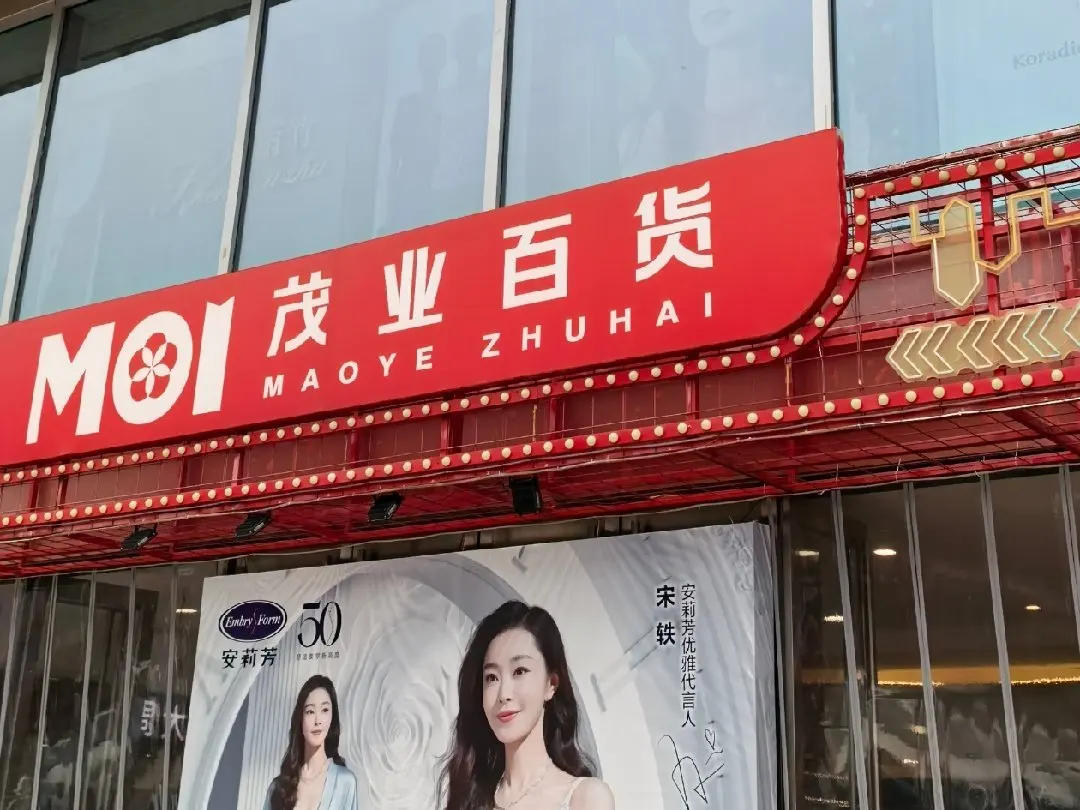 Koradior
MOI 茂业百货
MAOYE ZHUHAI
Embry Form
50
安莉芳
宋轶
安莉芳优雅代言人